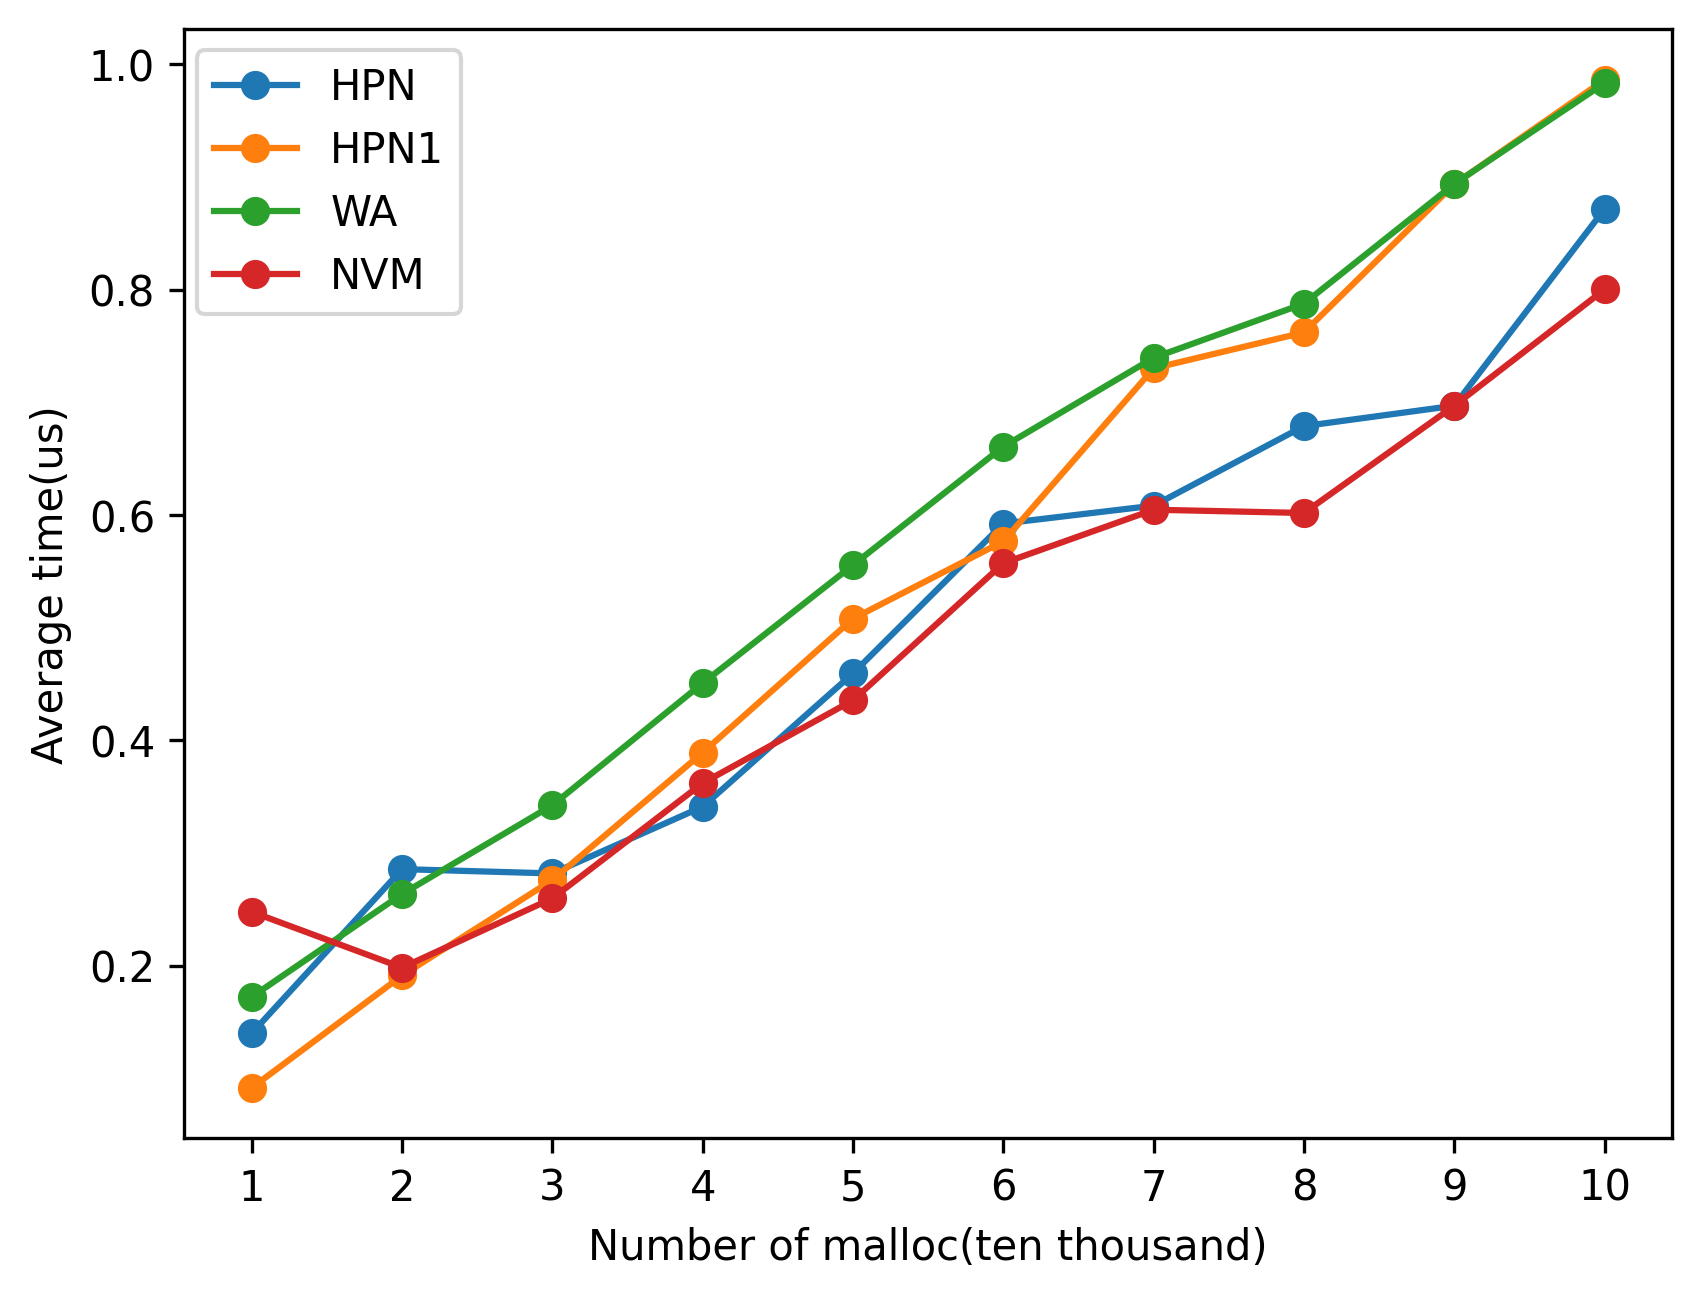 HPN
HPN1
WA
NVM
1.0
0.8
0.6
0.4
0.2
Average time(us)
1 2 3 4 5 6 7 8 9 10
Number of malloc(ten thousand)